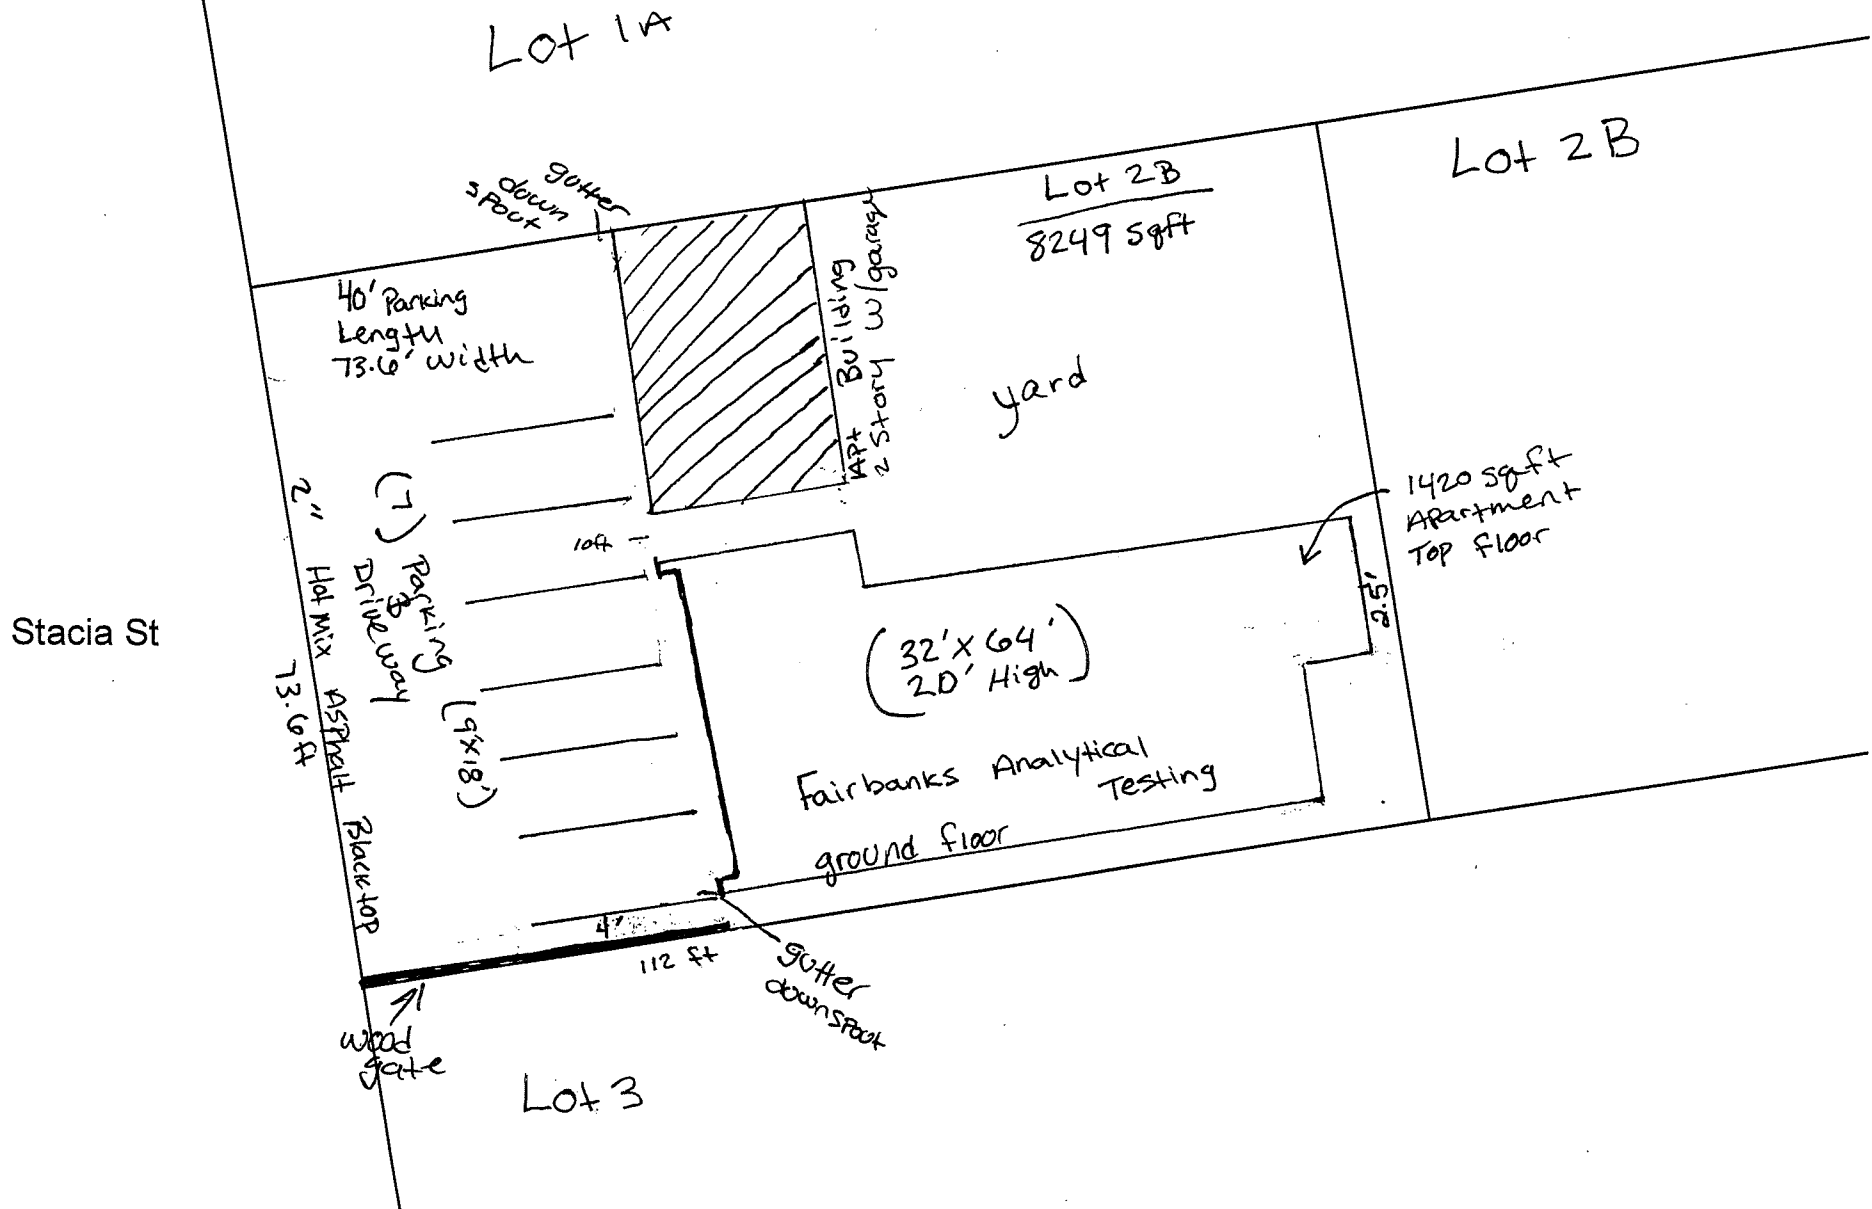 Lot 1A
Lot 2B
gutter
down
spout
Lot 2B
8249 sqft
40' Parking
Length
73.6' width
Apt Building
2 Story w/garage
yard
1420 sqft
Apartment
Top floor
2.5'
10ft
(7) Parking
&
Driveway
(9'x18')
2" Hot Mix Asphalt Blacktop
73.6ft
Stacia St
(32'x64'
20' High)
Fairbanks Analytical
Testing
ground floor
4'
112 ft
gutter
downspout
wood
gate
Lot 3